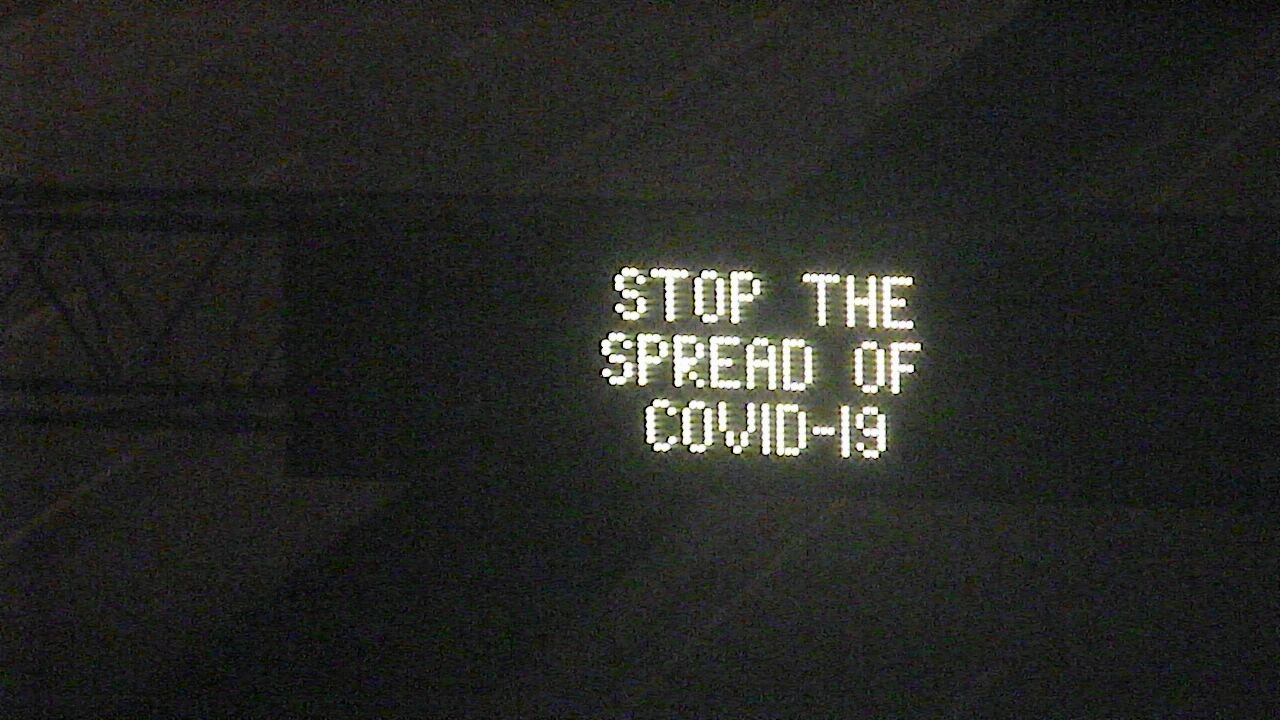 STOP THE
SPREAD OF
COVID-19